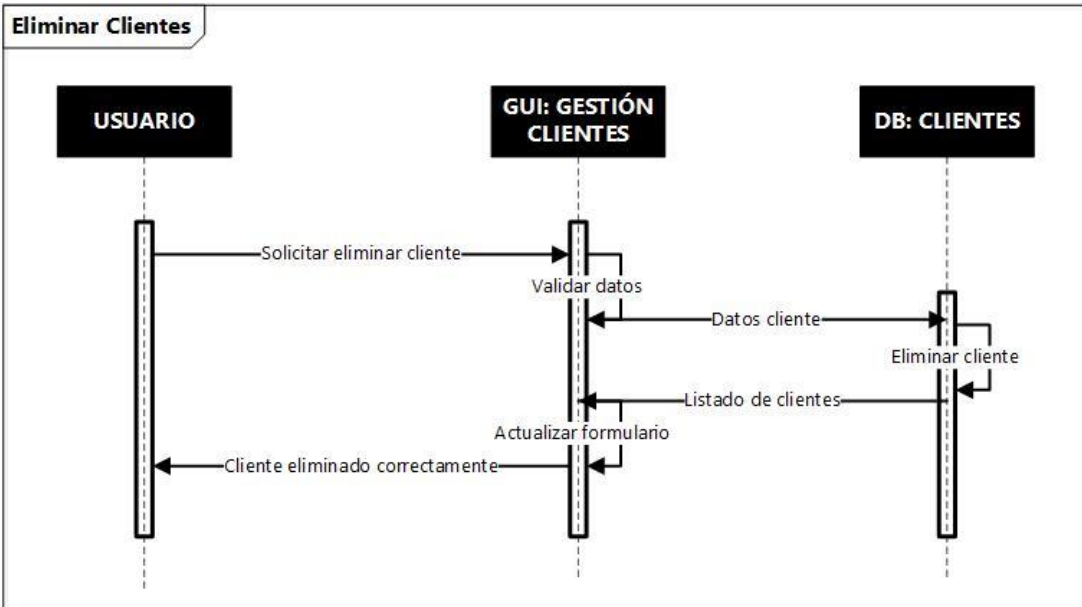 Eliminar Clientes
USUARIO
GUI: GESTIÓN
CLIENTES
DB: CLIENTES
Solicitar eliminar cliente
Validar datos
Datos cliente
Eliminar cliente
Listado de clientes
Actualizar formulario
Cliente eliminado correctamente